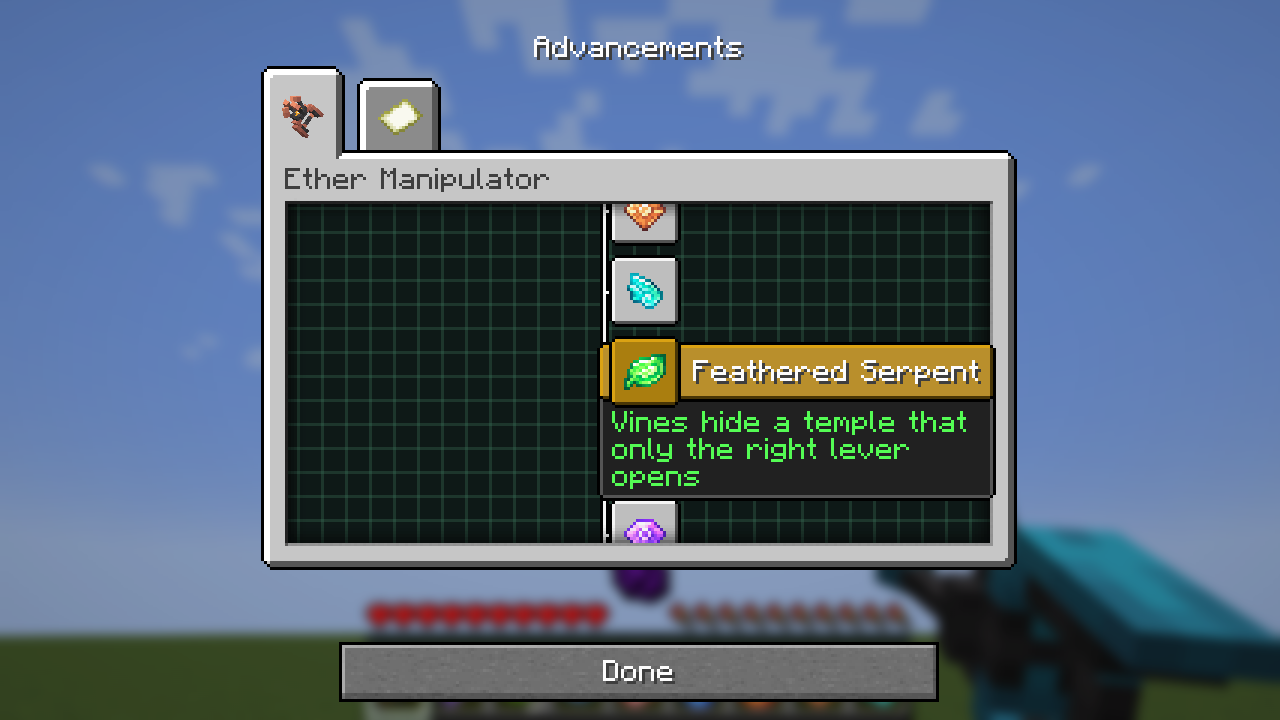 Advancements
Ether Manipulator
Feathered Serpent
Vines hide a temple that
only the right lever
opens
Done